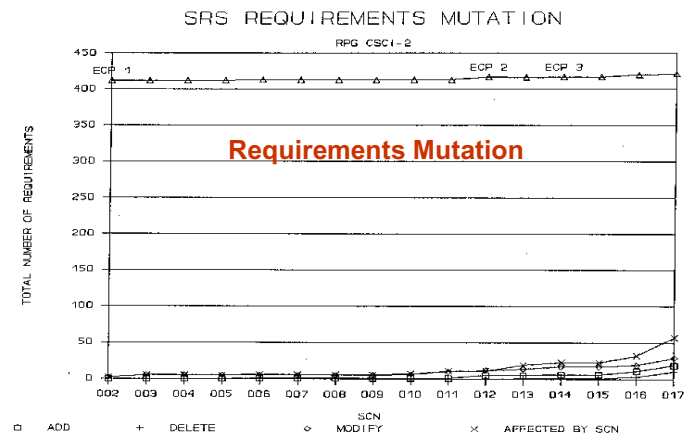 SRS REQUIREMENTS MUTATION
RPG CSCI-2
450
ECP 1 ECP 2 ECP 3
400
350
Requirements Mutation
300
250
200
150
100
50
0
TOTAL NUMBER OF REQUIREMENTS
002 003 004 005 006 007 008 009 010 011 012 013 014 015 016 017
SCN
ADD + DELETE MODIFY × AFFECTED BY SCN